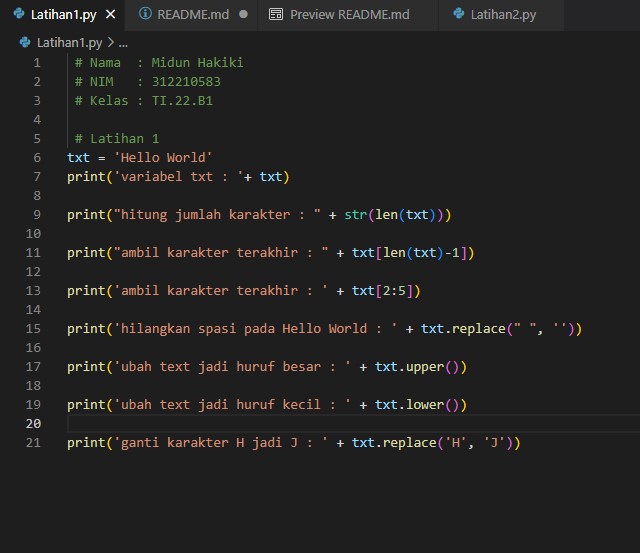 Latihan1.py × README.md ● Preview README.md Latihan2.py
Latihan1.py > ...
1 # Nama  : Midun Hakiki
2 # NIM   : 312210583
3 # Kelas : TI.22.B1
4
5 # Latihan 1
6 txt = 'Hello World'
7 print('variabel txt : '+ txt)
8
9 print("hitung jumlah karakter : " + str(len(txt)))
10
11 print("ambil karakter terakhir : " + txt[len(txt)-1])
12
13 print('ambil karakter terakhir : ' + txt[2:5])
14
15 print('hilangkan spasi pada Hello World : ' + txt.replace(" ", ''))
16
17 print('ubah text jadi huruf besar : ' + txt.upper())
18
19 print('ubah text jadi huruf kecil : ' + txt.lower())
20
21 print('ganti karakter H jadi J : ' + txt.replace('H', 'J'))